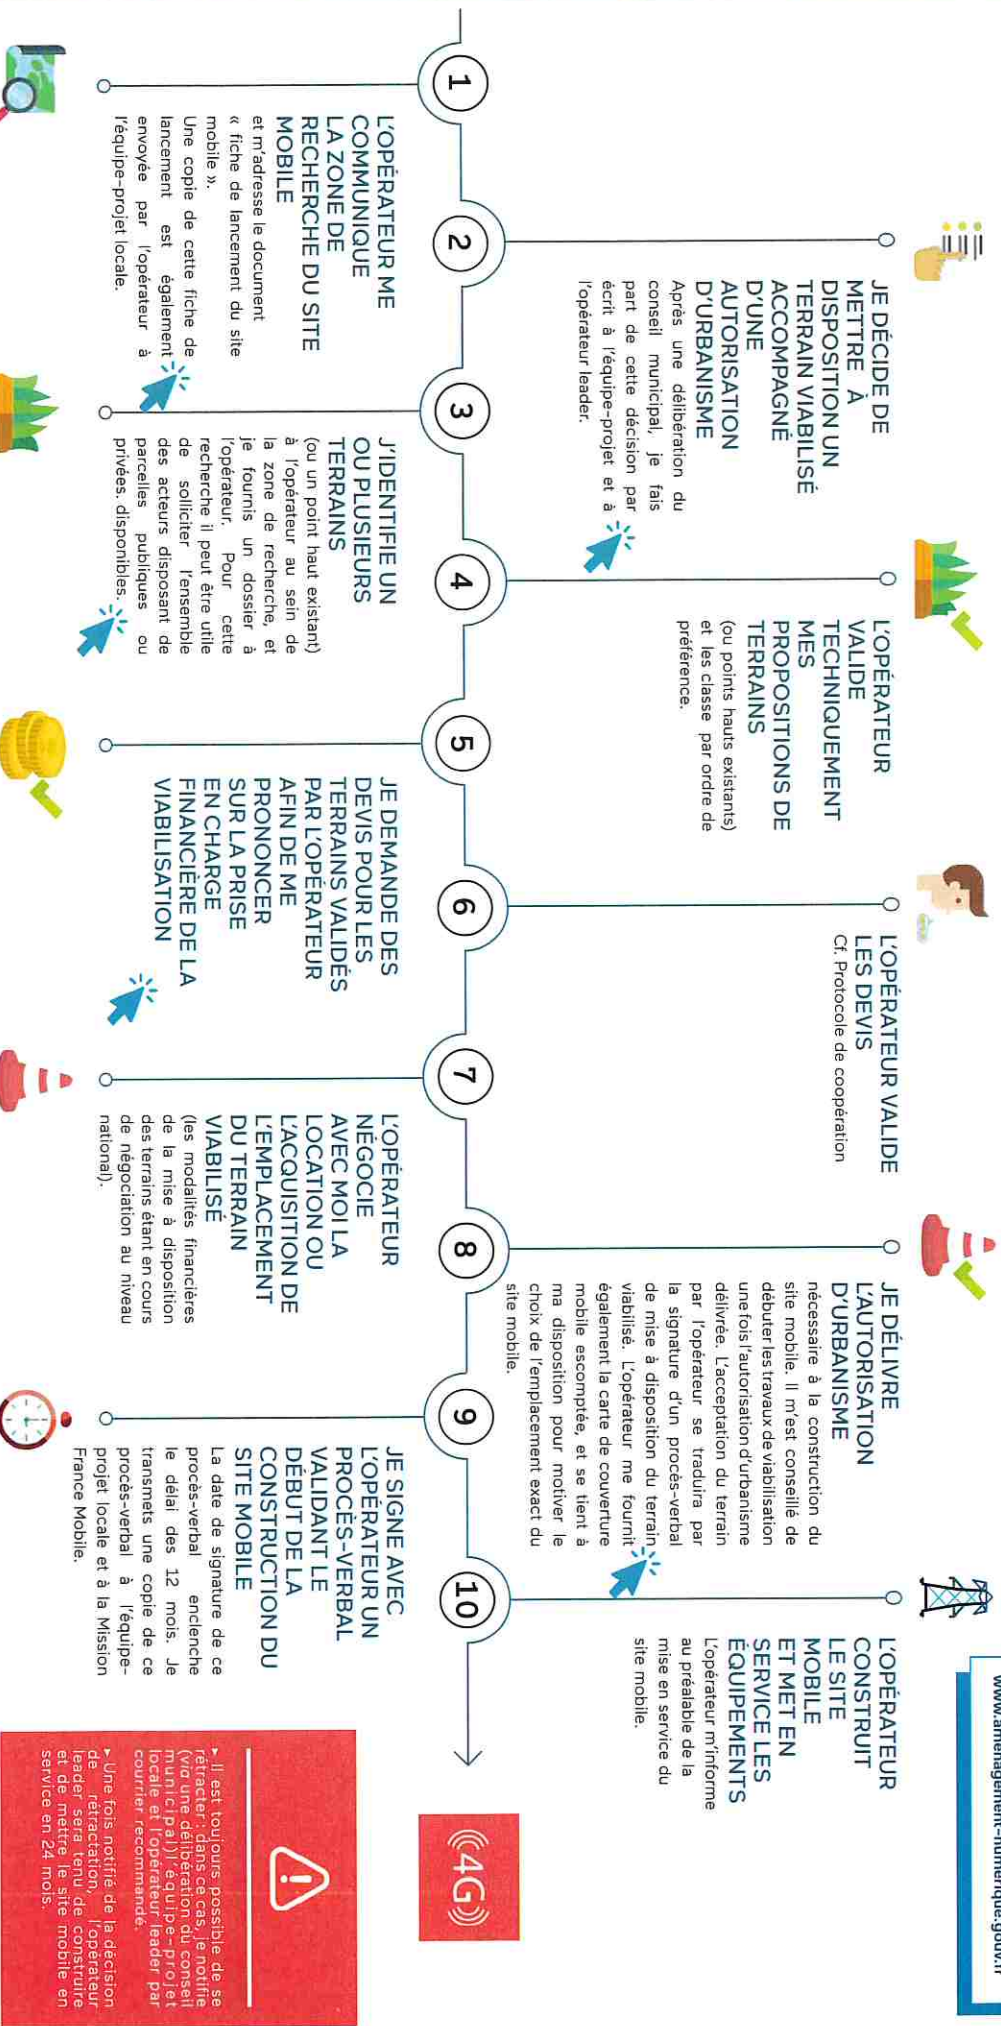 www.amenagement-numerique.gouv.fr
1
L'OPÉRATEUR ME
COMMUNIQUE
LA ZONE DE
RECHERCHE DU SITE
MOBILE
et m'adresse le document
« fiche de lancement du site
mobile ».
Une copie de cette fiche de
lancement est également
envoyée par l'opérateur à
l'équipe-projet locale.
2
JE DÉCIDE DE
METTRE À
DISPOSITION UN
TERRAIN VIABILISÉ
ACCOMPAGNÉ
D'UNE
AUTORISATION
D'URBANISME
Après une délibération du
conseil municipal, je fais
part de cette décision par
écrit à l'équipe-projet et à
l'opérateur leader.
3
J'IDENTIFIE UN
OU PLUSIEURS
TERRAINS
(ou un point haut existant)
à l'opérateur au sein de
la zone de recherche, et
je fournis un dossier à
l'opérateur. Pour cette
recherche il peut être utile
de solliciter l'ensemble
des acteurs disposant de
parcelles publiques ou
privées. disponibles.
4
L'OPÉRATEUR
VALIDE
TECHNIQUEMENT
MES
PROPOSITIONS DE
TERRAINS
(ou points hauts existants)
et les classe par ordre de
préférence.
5
JE DEMANDE DES
DEVIS POUR LES
TERRAINS VALIDÉS
PAR L'OPÉRATEUR
AFIN DE ME
PRONONCER
SUR LA PRISE
EN CHARGE
FINANCIÈRE DE LA
VIABILISATION
6
L'OPÉRATEUR VALIDE
LES DEVIS
Cf. Protocole de coopération
7
L'OPÉRATEUR
NÉGOCIE
AVEC MOI LA
LOCATION OU
L'ACQUISITION DE
L'EMPLACEMENT
DU TERRAIN
VIABILISÉ
(les modalités financières
de la mise à disposition
des terrains étant en cours
de négociation au niveau
national).
8
JE DÉLIVRE
L'AUTORISATION
D'URBANISME
nécessaire à la construction du
site mobile. Il m'est conseillé de
débuter les travaux de viabilisation
une fois l'autorisation d'urbanisme
délivrée. L'acceptation du terrain
par l'opérateur se traduira par
la signature d'un procès-verbal
de mise à disposition du terrain
viabilisé. L'opérateur me fournit
également la carte de couverture
mobile escomptée, et se tient à
ma disposition pour motiver le
choix de l'emplacement exact du
site mobile.
9
JE SIGNE AVEC
L'OPÉRATEUR UN
PROCÈS-VERBAL
VALIDANT LE
DÉBUT DE LA
CONSTRUCTION DU
SITE MOBILE
La date de signature de ce
procès-verbal enclenche
le délai des 12 mois. Je
transmets une copie de ce
procès-verbal à l'équipe-
projet locale et à la Mission
France Mobile.
10
L'OPÉRATEUR
CONSTRUIT
LE SITE
MOBILE
ET MET EN
SERVICE LES
ÉQUIPEMENTS
L'opérateur m'informe
au préalable de la
mise en service du
site mobile.
4G
▸ Il est toujours possible de se
rétracter : dans ce cas, je notifie
(via une délibération du conseil
municipal) l'équipe-projet
locale et l'opérateur leader par
courrier recommandé.
▸ Une fois notifié de la décision
de rétractation, l'opérateur
leader sera tenu de construire
et de mettre le site mobile en
service en 24 mois.